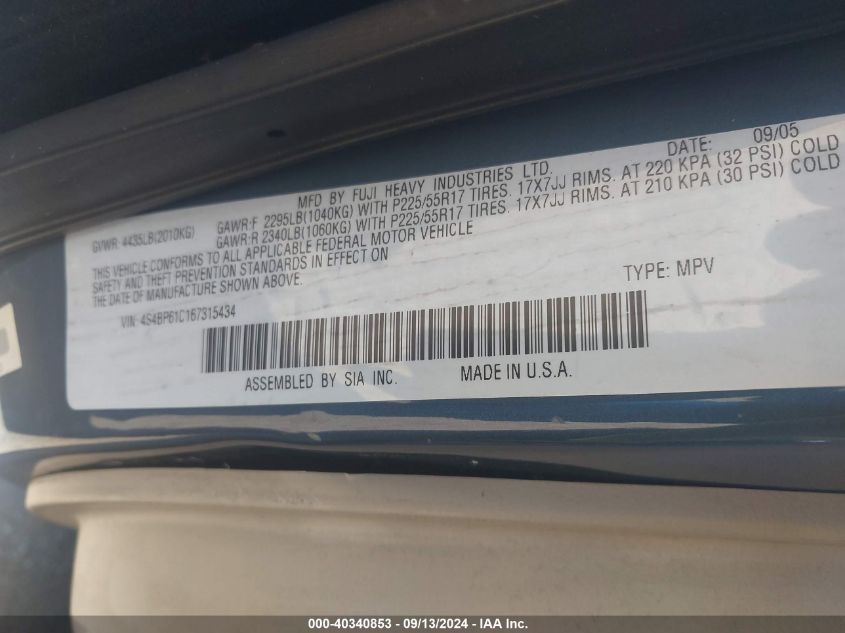 MFD BY FUJI HEAVY INDUSTRIES LTD. DATE: 09/05
GVWR: 4435LB(2010KG) GAWR:F 2295LB(1040KG) WITH P225/55R17 TIRES. 17X7JJ RIMS. AT 220 KPA (32 PSI) COLD
GAWR:R 2340LB(1060KG) WITH P225/55R17 TIRES. 17X7JJ RIMS. AT 210 KPA (30 PSI) COLD
THIS VEHICLE CONFORMS TO ALL APPLICABLE FEDERAL MOTOR VEHICLE
SAFETY AND THEFT PREVENTION STANDARDS IN EFFECT ON
THE DATE OF MANUFACTURE SHOWN ABOVE.
TYPE: MPV
VIN: 4S4BP61C167315434
ASSEMBLED BY SIA INC. MADE IN U.S.A.
000-40340853 - 09/13/2024 - IAA Inc.